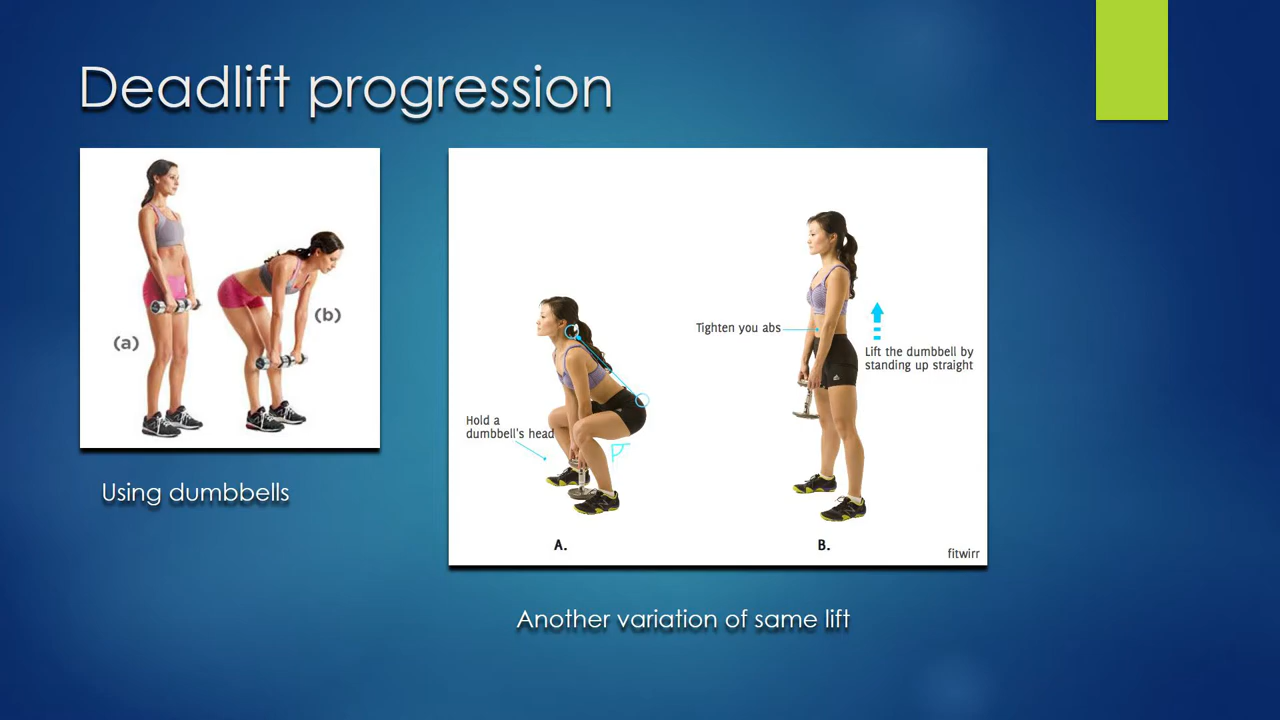 Deadlift progression
(a)
(b)
Using dumbbells
Hold a
dumbbell's head
A.
Tighten you abs
Lift the dumbbell by
standing up straight
B.
fitwirr
Another variation of same lift